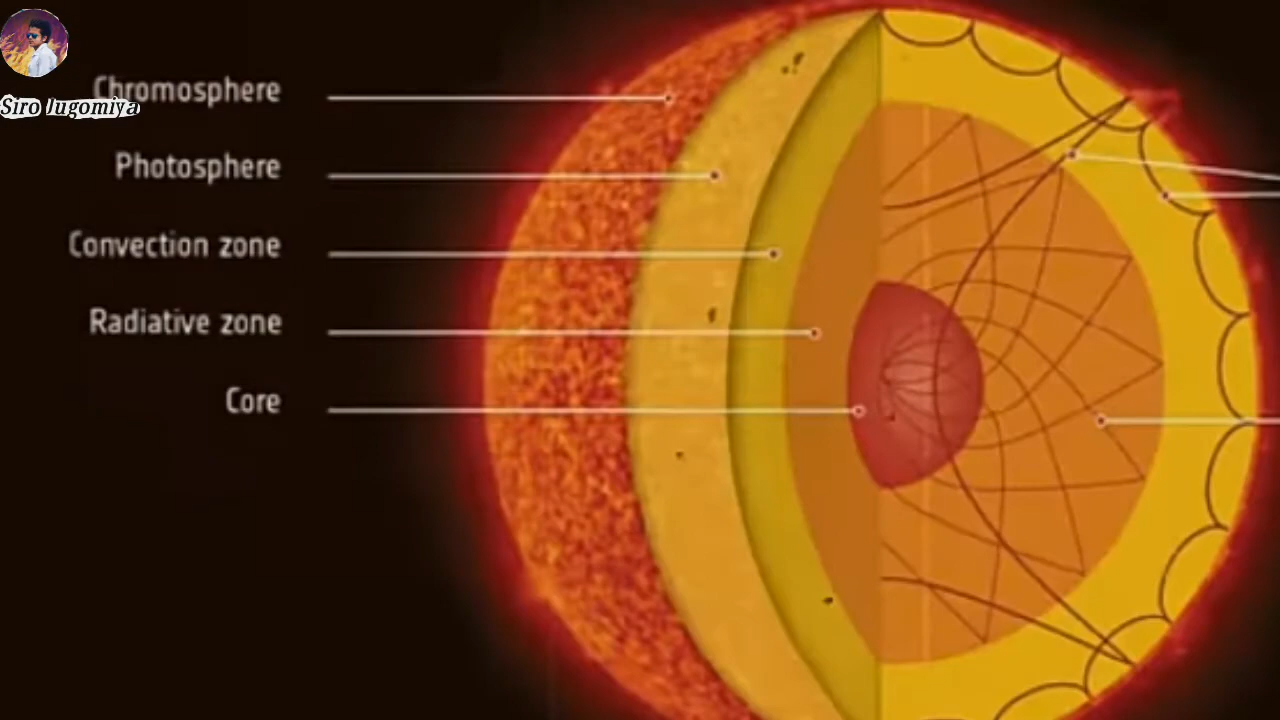 Chromosphere
Siro Jugomiya
Photosphere
Convection zone
Radiative zone
Core